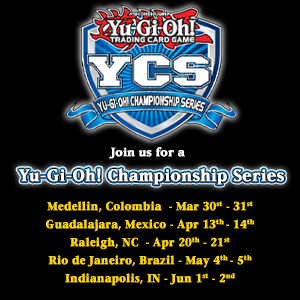 Yu-Gi-Oh!
TRADING CARD GAME
YCS
YU-GI-OH! CHAMPIONSHIP SERIES
Join us for a
Yu-Gi-Oh! Championship Series
Medellin, Colombia - Mar 30st - 31st
Guadalajara, Mexico - Apr 13th - 14th
Raleigh, NC - Apr 20th - 21st
Rio de Janeiro, Brazil - May 4th - 5th
Indianapolis, IN - Jun 1st - 2nd